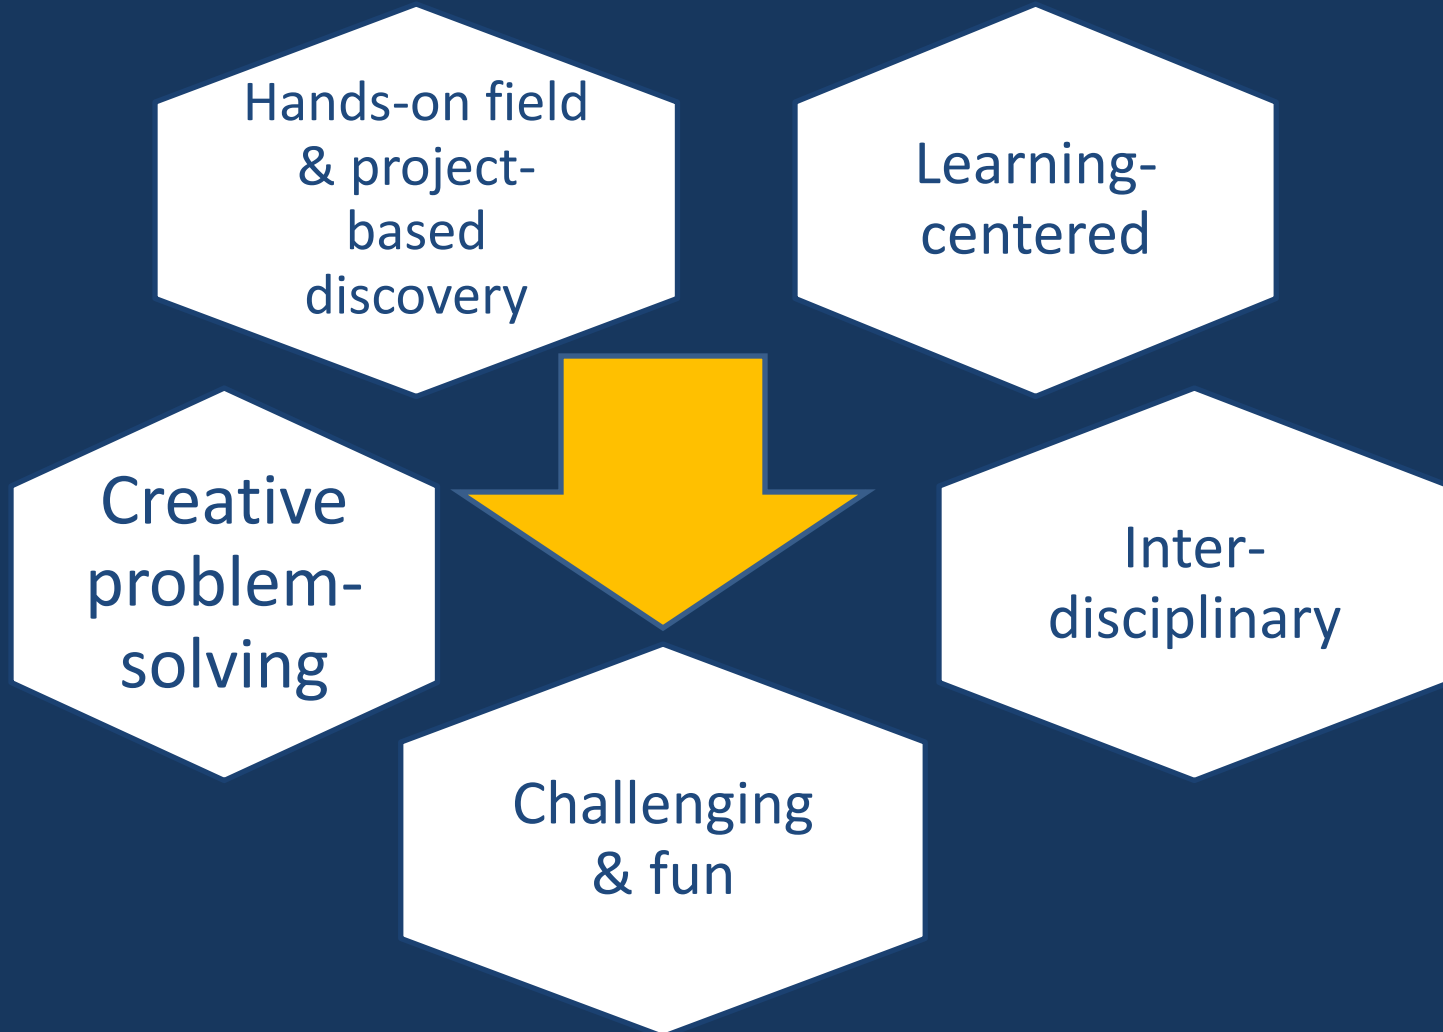 Hands-on field
& project-
based
discovery
Learning-
centered
Creative
problem-
solving
Inter-
disciplinary
Challenging
& fun